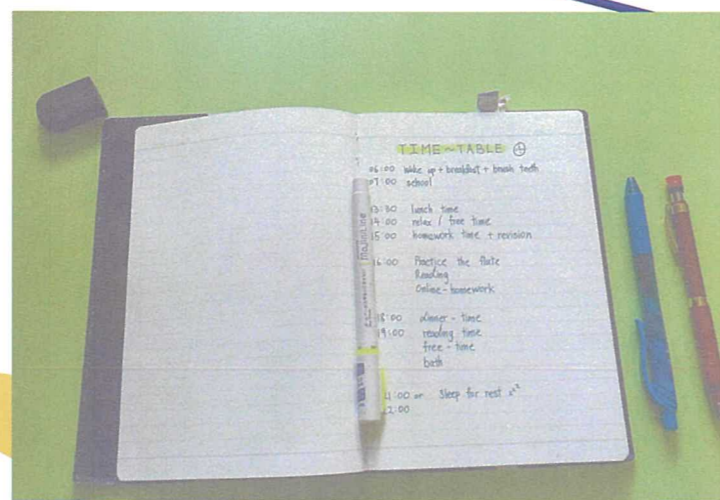 TIME~TABLE
06:00 wake up + breakfast + brush teeth
07:00 school
13:30 lunch time
14:00 relax / free time
15:00 homework time + revision
16:00 Practice the flute
Reading
Online-homework
18:00 dinner-time
19:00 reading time
free-time
bath
21:00 or Sleep for rest zzz
22:00